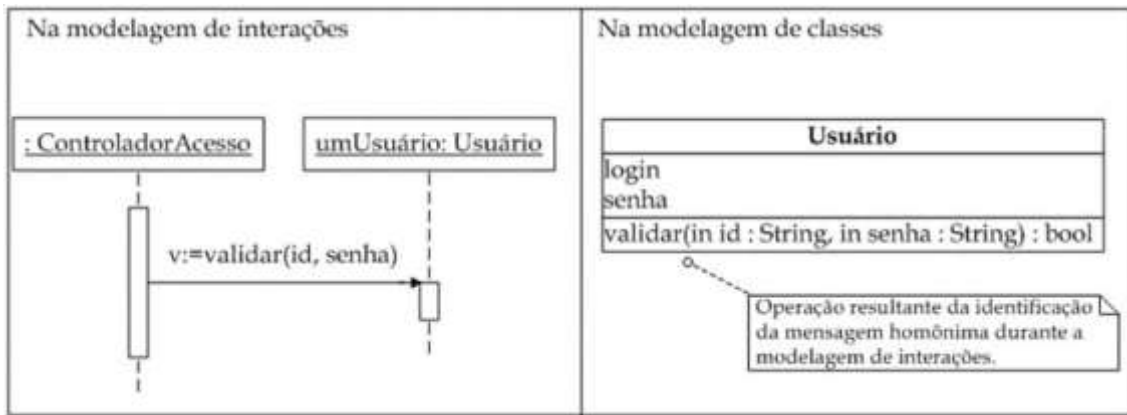 Na modelagem de interações
: ControladorAcesso
umUsuário: Usuário
v:=validar(id, senha)
Na modelagem de classes
Usuário
login
senha
validar(in id : String, in senha : String) : bool
Operação resultante da identificação
da mensagem homônima durante a
modelagem de interações.